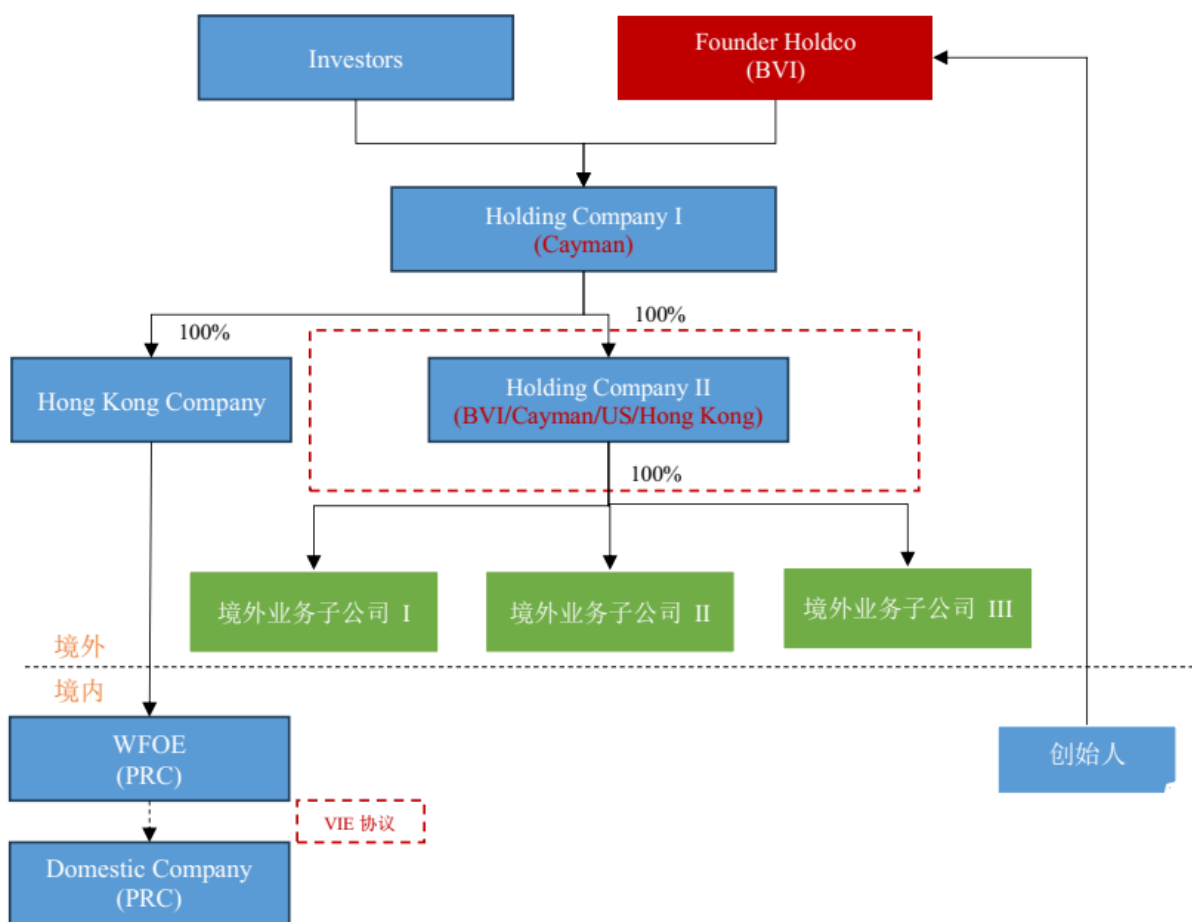 Investors
Founder Holdco
(BVI)
Holding Company I
(Cayman)
100%
100%
Hong Kong Company
Holding Company II
(BVI/Cayman/US/Hong Kong)
100%
境外业务子公司 I
境外业务子公司 II
境外业务子公司 III
境外
境内
WFOE
(PRC)
创始人
VIE 协议
Domestic Company
(PRC)